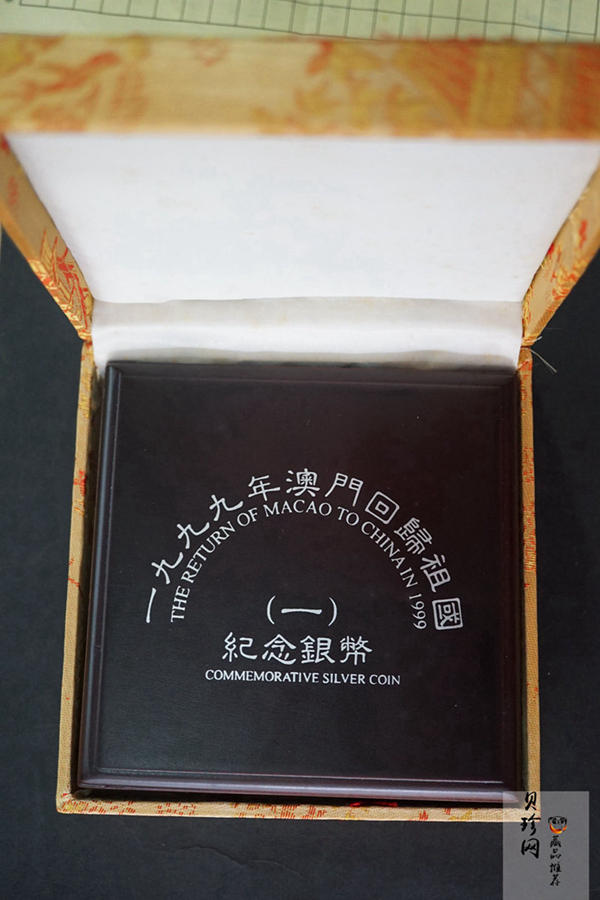 一九九九年澳門回歸祖國
THE RETURN OF MACAO TO CHINA IN 1999
(一)
紀念銀幣
COMMEMORATIVE SILVER COIN
贝珍网
藏品推荐